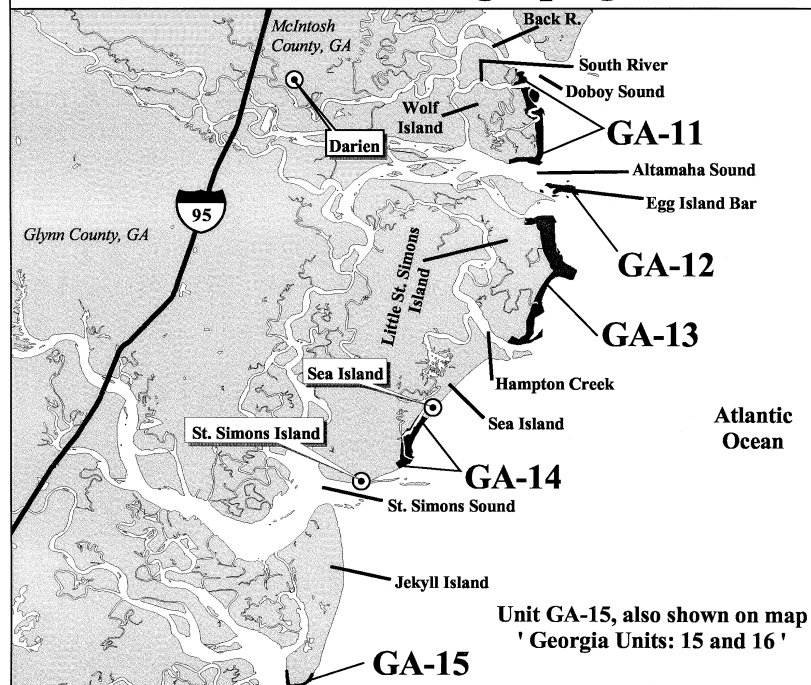 Back R.
McIntosh
County, GA
South River
Doboy Sound
Wolf
Island
GA-11
Darien
Altamaha Sound
95
Egg Island Bar
Glynn County, GA
GA-12
Little St. Simons
Island
GA-13
Sea Island
Hampton Creek
Sea Island
Atlantic
Ocean
St. Simons Island
GA-14
St. Simons Sound
Jekyll Island
Unit GA-15, also shown on map
' Georgia Units: 15 and 16 '
GA-15